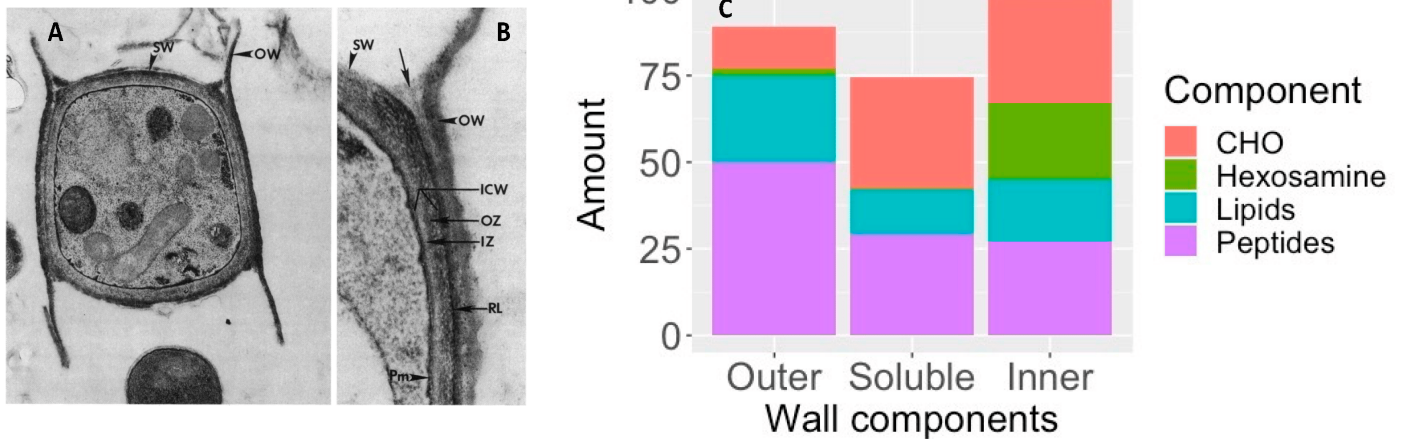 A
SW
OW
B
SW
OW
ICW
OZ
IZ
RL
Pm
C
Amount
75
50
25
0
Outer
Soluble
Inner
Wall components
Component
CHO
Hexosamine
Lipids
Peptides